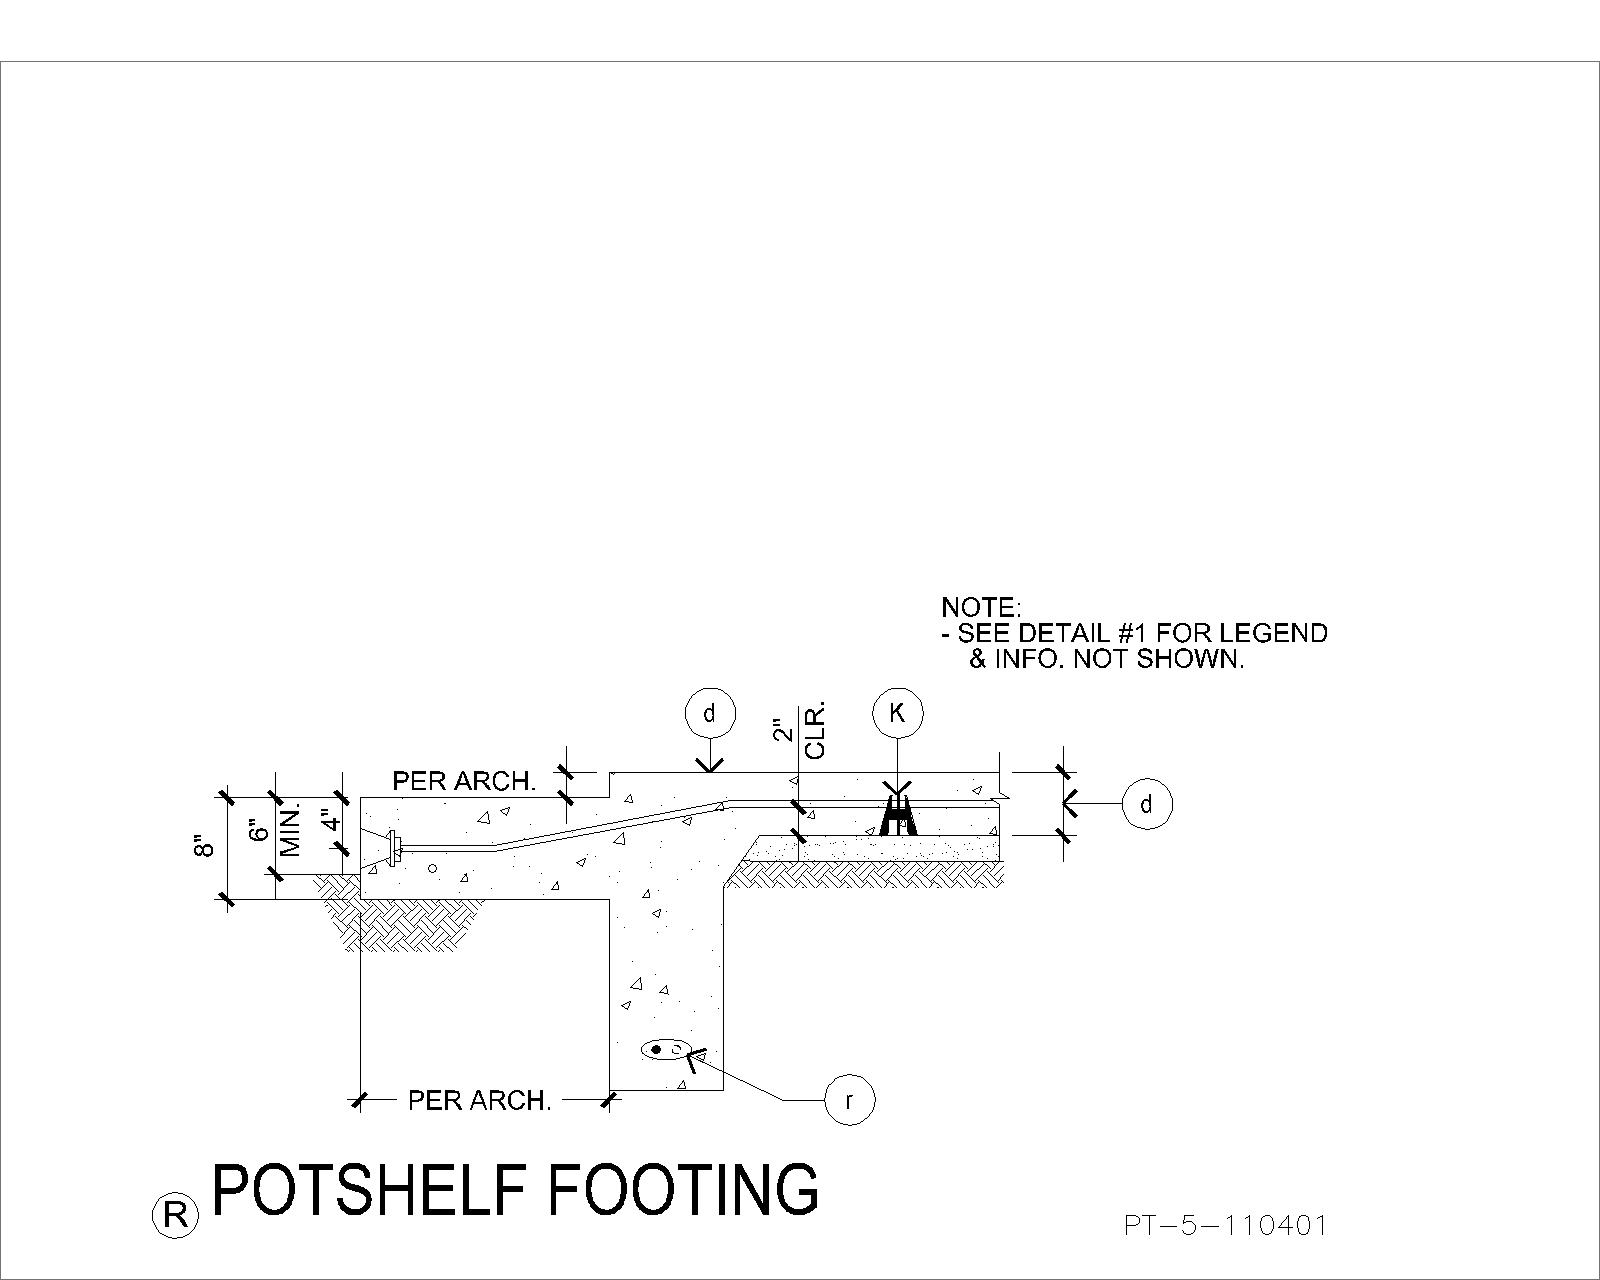 NOTE:
- SEE DETAIL #1 FOR LEGEND
& INFO. NOT SHOWN.
d
2"
CLR.
K
PER ARCH.
8"
6"
MIN.
4"
d
PER ARCH.
r
R
POTSHELF FOOTING
PT-5-110401